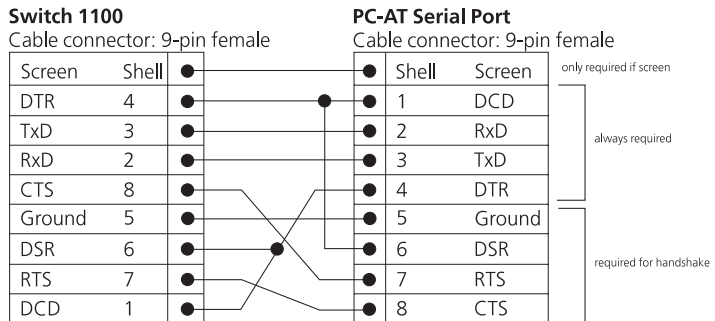 Switch 1100 PC-AT Serial Port
Cable connector: 9-pin female Cable connector: 9-pin female
Screen Shell Shell Screen only required if screen
DTR 4 1 DCD
TxD 3 2 RxD always required
RxD 2 3 TxD
CTS 8 4 DTR
Ground 5 5 Ground
DSR 6 6 DSR required for handshake
RTS 7 7 RTS
DCD 1 8 CTS